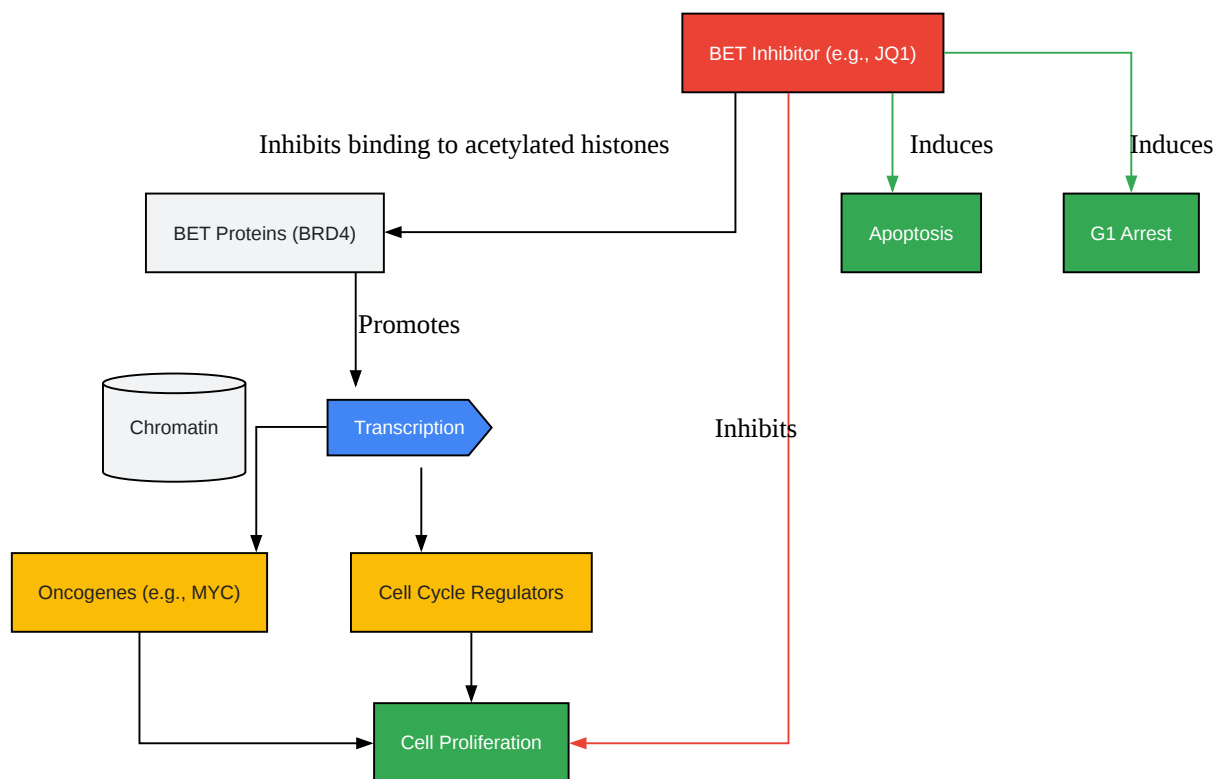 BET Inhibitor (e.g., JQ1)
Inhibits binding to acetylated histones
Induces
Induces
BET Proteins (BRD4)
Apoptosis
G1 Arrest
Promotes
Chromatin
Transcription
Inhibits
Oncogenes (e.g., MYC)
Cell Cycle Regulators
Cell Proliferation